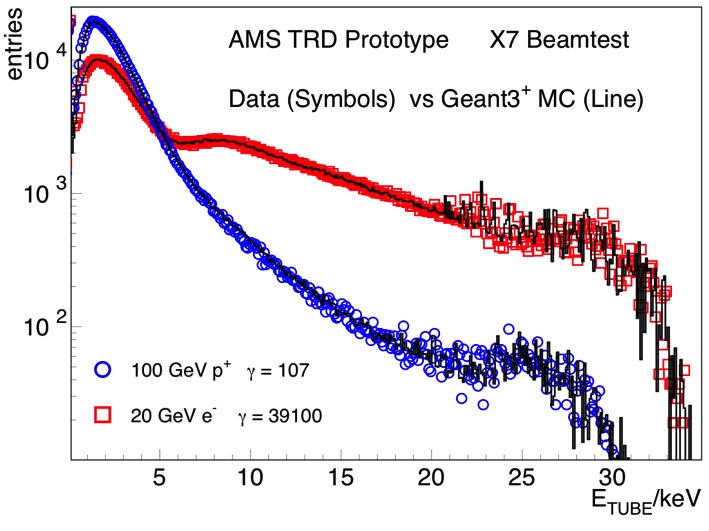 entries
10^4
10^3
10^2
AMS TRD Prototype X7 Beamtest
Data (Symbols) vs Geant3^+ MC (Line)
100 GeV p^+ γ = 107
20 GeV e^- γ = 39100
5 10 15 20 25 30
E_TUBE/keV